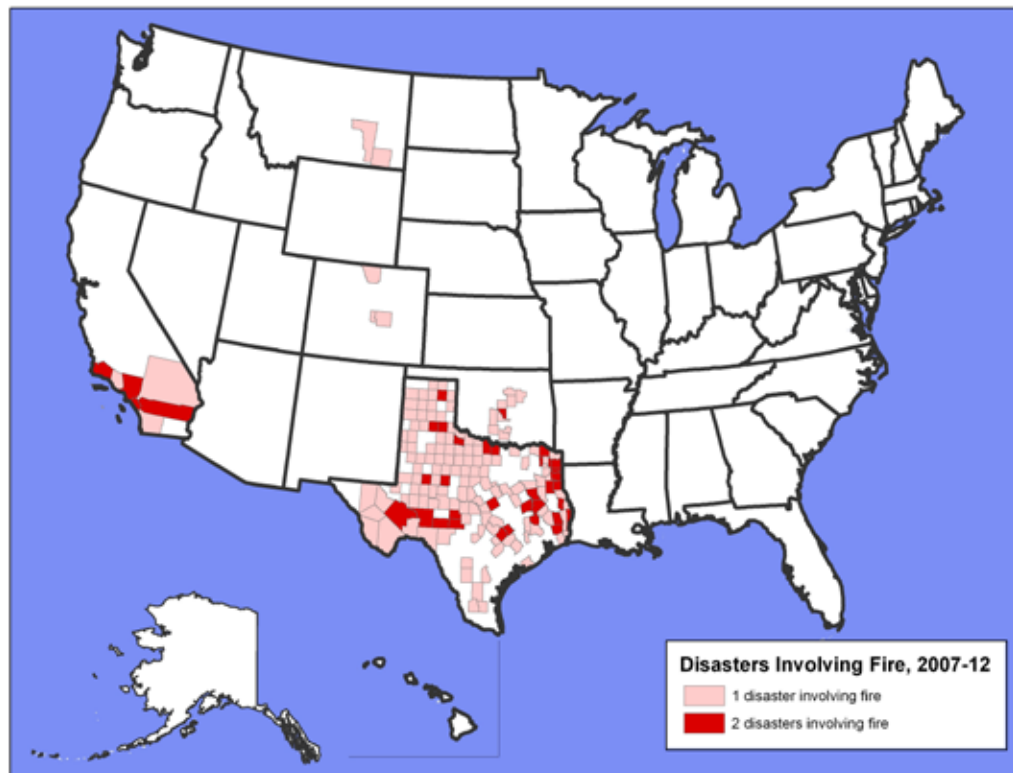 Disasters Involving Fire, 2007-12
1 disaster involving fire
2 disasters involving fire